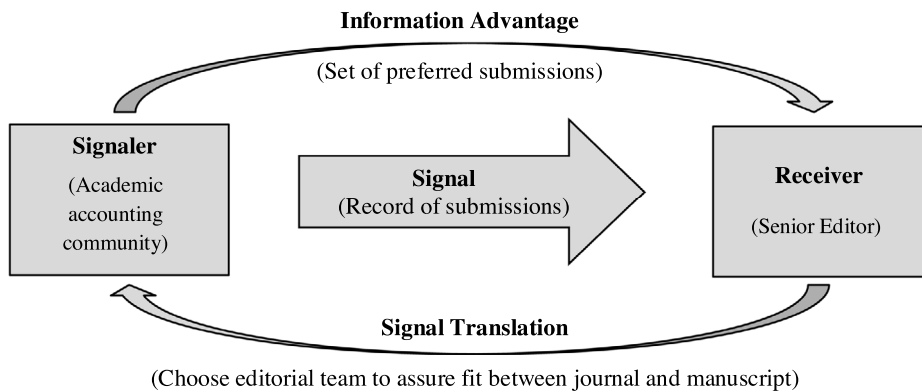 Information Advantage
(Set of preferred submissions)
Signaler
(Academic
accounting
community)
Signal
(Record of submissions)
Receiver
(Senior Editor)
Signal Translation
(Choose editorial team to assure fit between journal and manuscript)